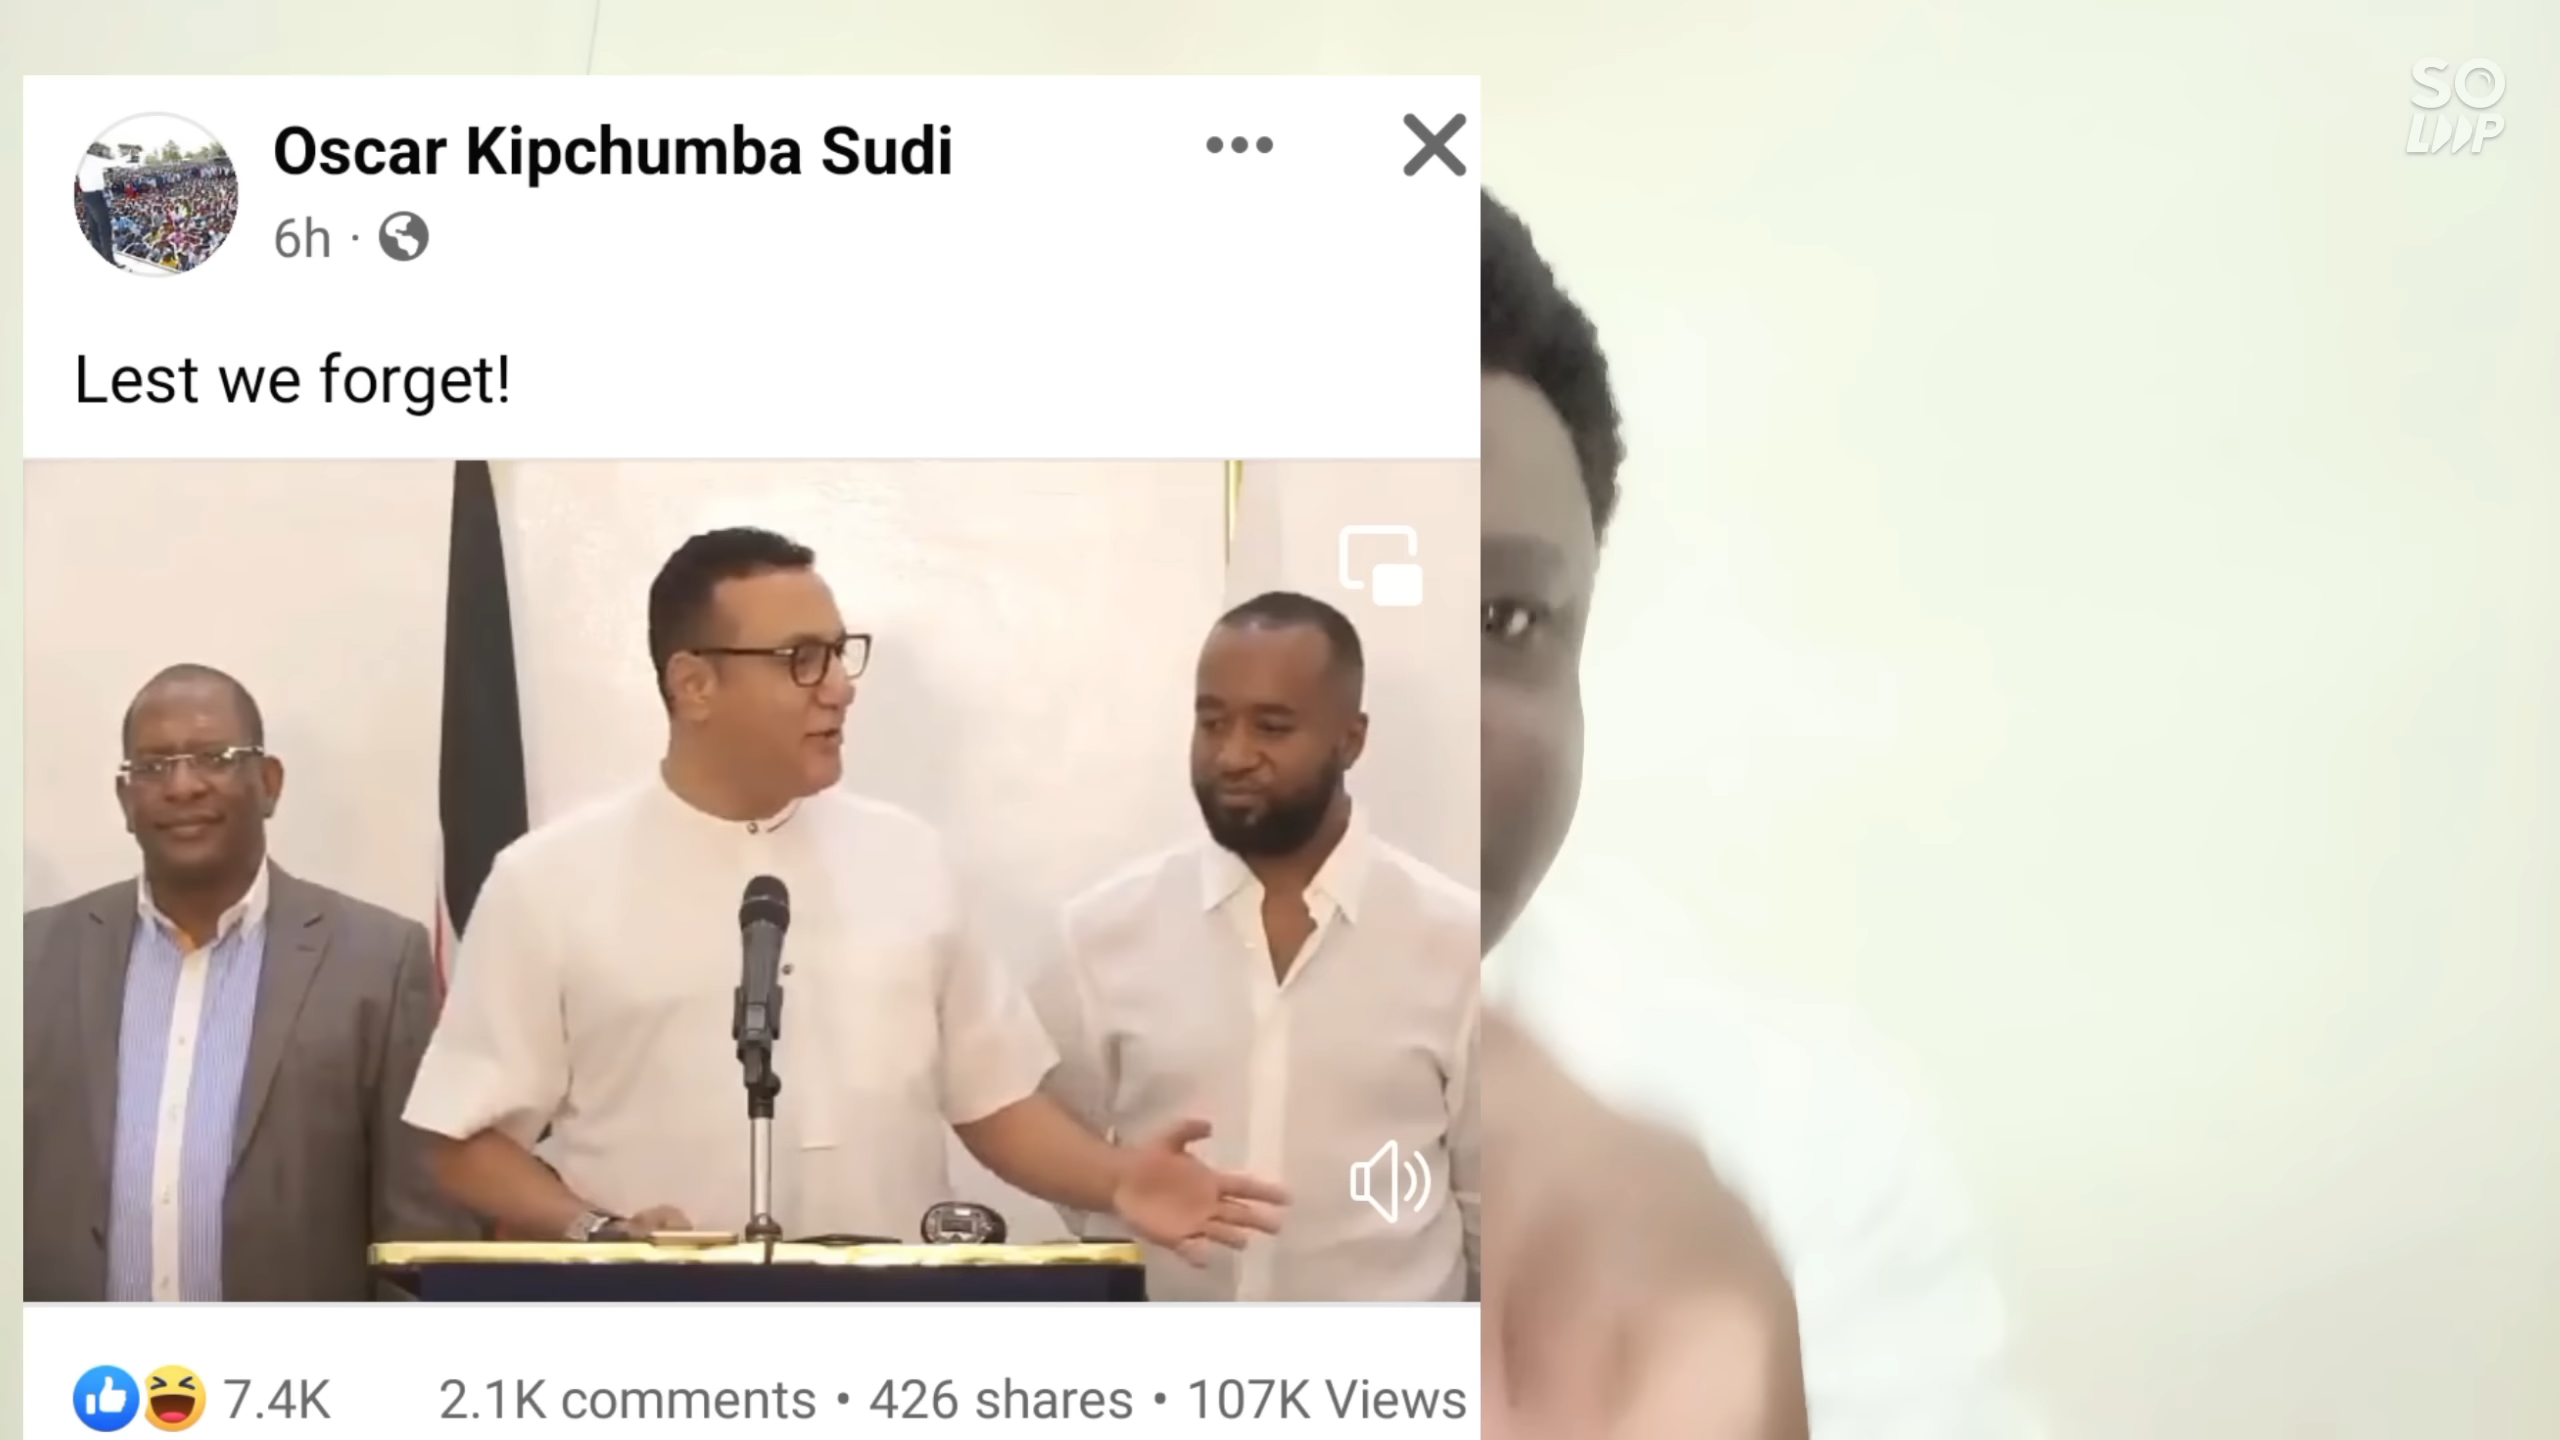 SO
LOOP
Oscar Kipchumba Sudi
6h ·
Lest we forget!
7.4K
2.1K comments • 426 shares • 107K Views